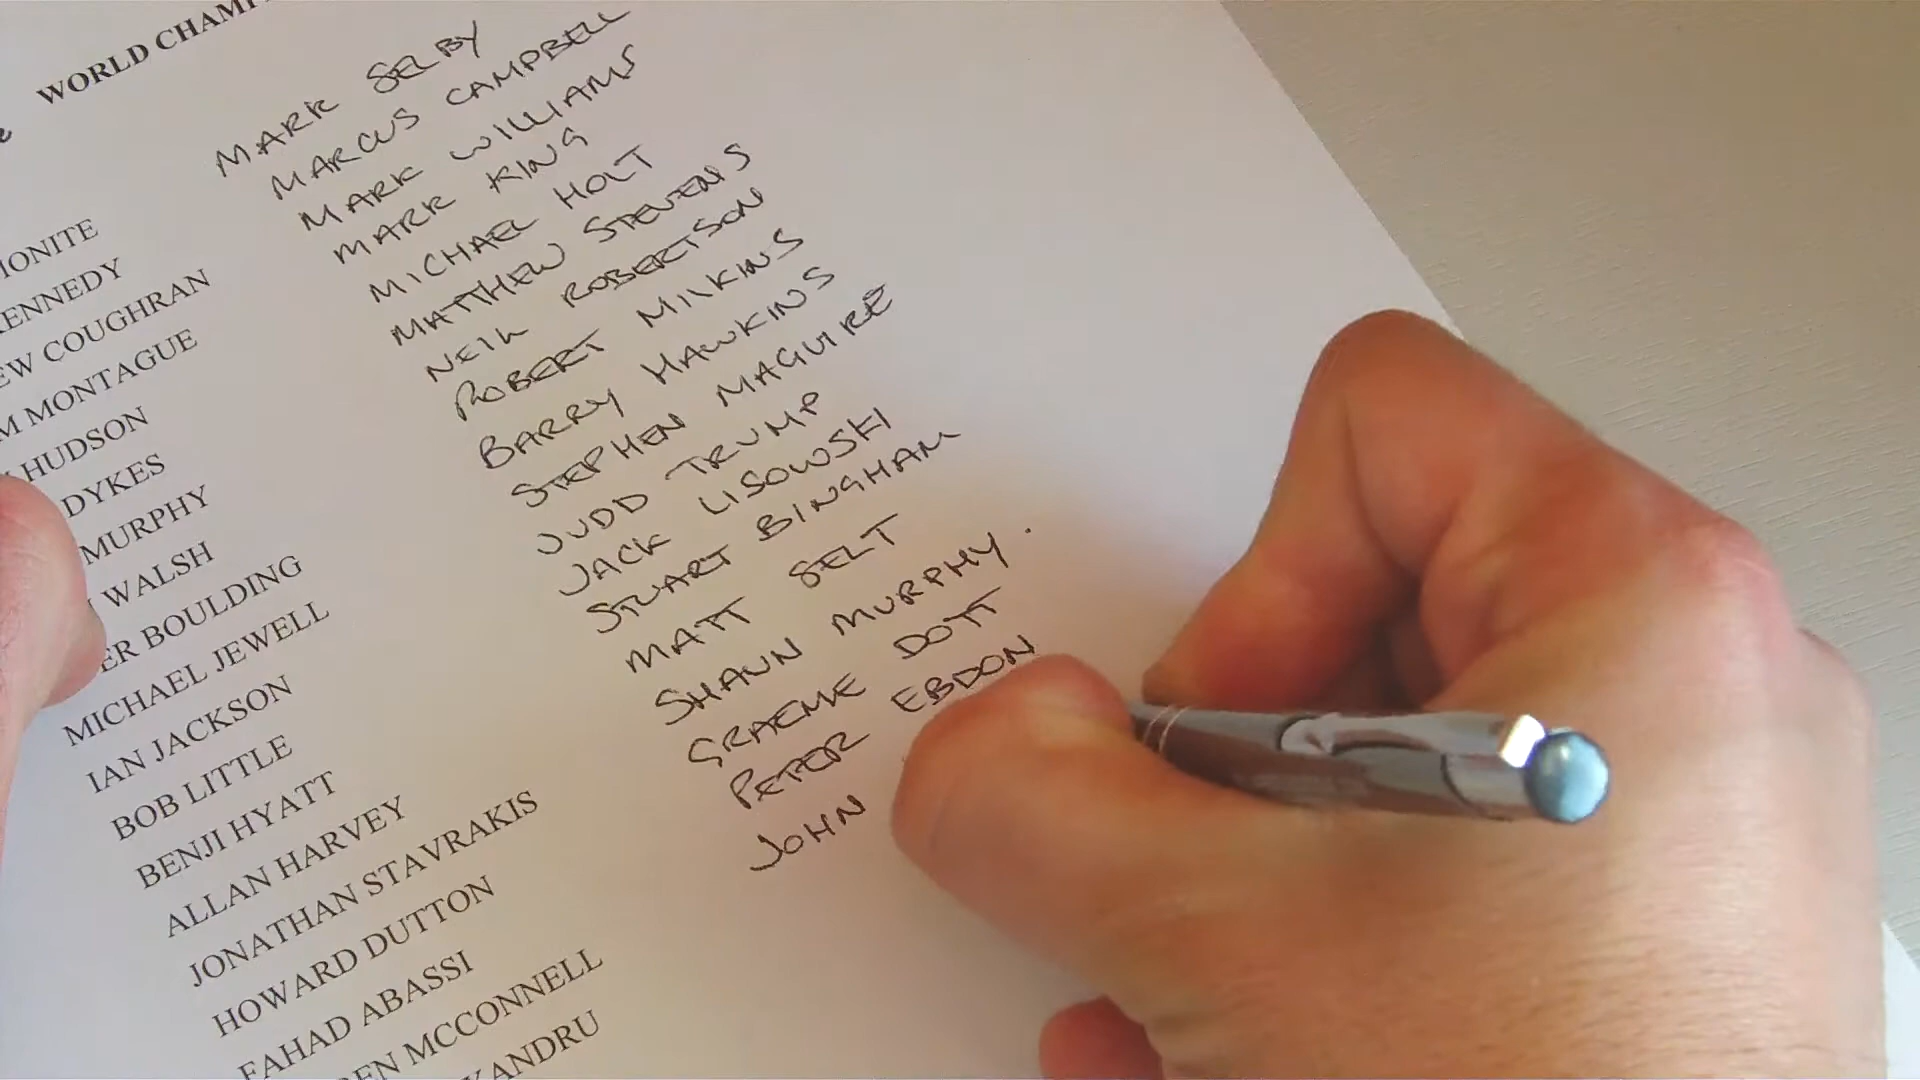 WORLD CHAMP
MARK SELBY
MARCUS CAMPBELL
MARK WILLIAMS
MARK KING
MICHAEL HOLT
MATTHEW STEVENS
NEIL ROBERTSON
ROBERT MILKINS
BARRY HAWKINS
STEPHEN MAGUIRE
JUDD TRUMP
JACK LISOWSKI
STUART BINGHAM
MATT SELT
SHAUN MURPHY.
GRAEME DOTT
PETER EBDON
JOHN
IONITE
KENNEDY
EW COUGHRAN
M MONTAGUE
HUDSON
DYKES
MURPHY
WALSH
ER BOULDING
MICHAEL JEWELL
IAN JACKSON
BOB LITTLE
BENJI HYATT
ALLAN HARVEY
JONATHAN STAVRAKIS
HOWARD DUTTON
FAHAD ABASSI
EN MCCONNELL
KANDRU